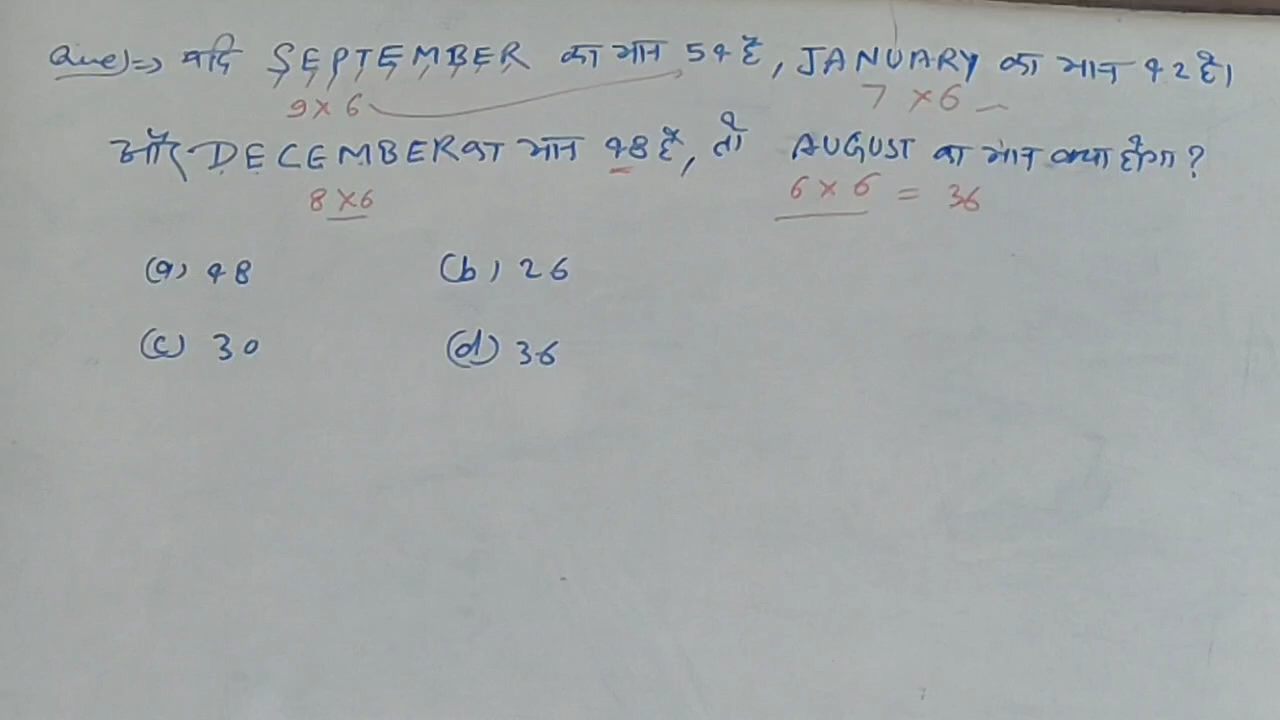 Que)=> यदि SEPTEMBER का मान 54 है, JANUARY का मान 42 है।
9 × 6 7 × 6
और DECEMBER का मान 48 है, तो AUGUST का मान क्या होगा ?
8 × 6 6 × 6 = 36
(a) 48 (b) 26
(c) 30 (d) 36